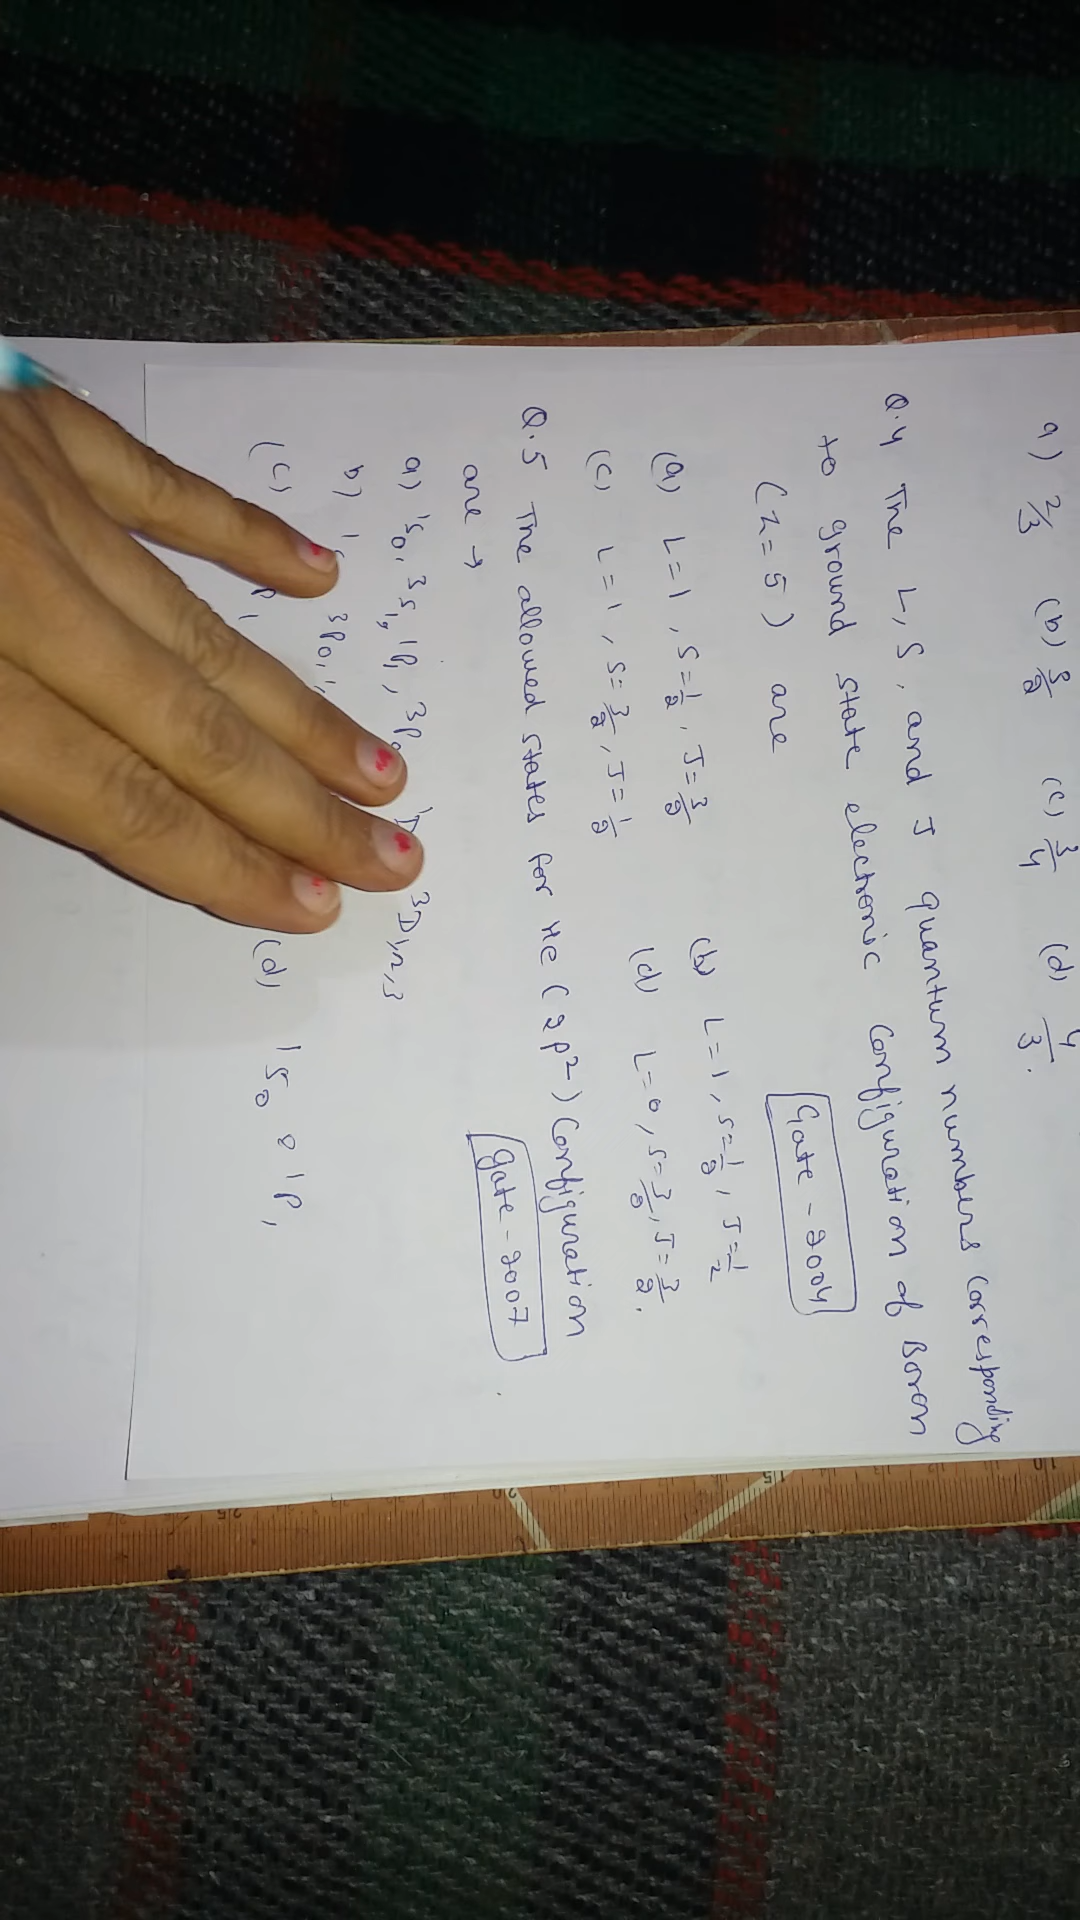 a) 2/3 (b) 3/2 (c) 3/4 (d) 4/3.
Q.4 The L, S, and J quantum numbers corresponding
to ground state electronic configuration of Boron
(Z=5) are
Gate - 2004
(a) L=1, S=1/2, J=3/2 (b) L=1, S=1/2, J=1/2
(c) L=1, S=3/2, J=1/2 (d) L=0, S=3/2, J=3/2.
Q.5 The allowed states for He (2p²) configuration
are →
gate - 2007
a) ¹S₀, ³S₁, ¹P₁, ³P₀ ¹D ³D₁,₂,₃
b) ³P₀,₁
(c) P₁ (d) ¹S₀ ¹P₁